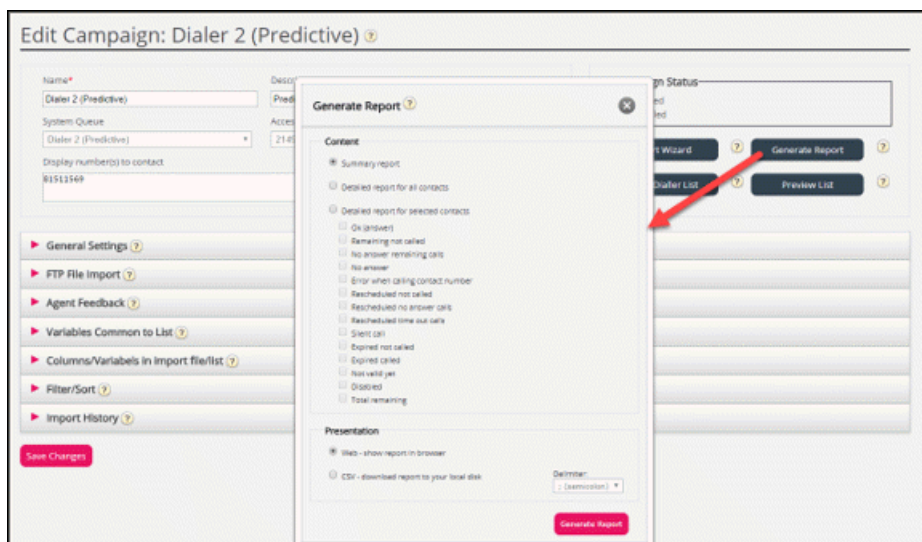 Edit Campaign: Dialer 2 (Predictive) ?
Name*
Dialer 2 (Predictive)
System Queue
Dialer 2 (Predictive)
Display number(s) to contact
81511569
General Settings ?
FTP File Import ?
Agent Feedback ?
Variables Common to List ?
Columns/Variabels in import file/list ?
Filter/Sort ?
Import History ?
Save Changes
Generate Report ?
Content
Summary report
Detailed report for all contacts
Detailed report for selected contacts
Ok (answer)
Remaining not called
No answer remaining calls
No answer
Error when calling contact number
Rescheduled not called
Rescheduled no answer calls
Rescheduled time out calls
Silent call
Expired not called
Expired called
Not valid yet
Disabled
Total remaining
Presentation
Web - show report in browser
CSV - download report to your local disk
Delimiter:
; (semicolon)
Generate Report
Status
Wizard ?
Generate Report ?
Dialler List ?
Preview List ?